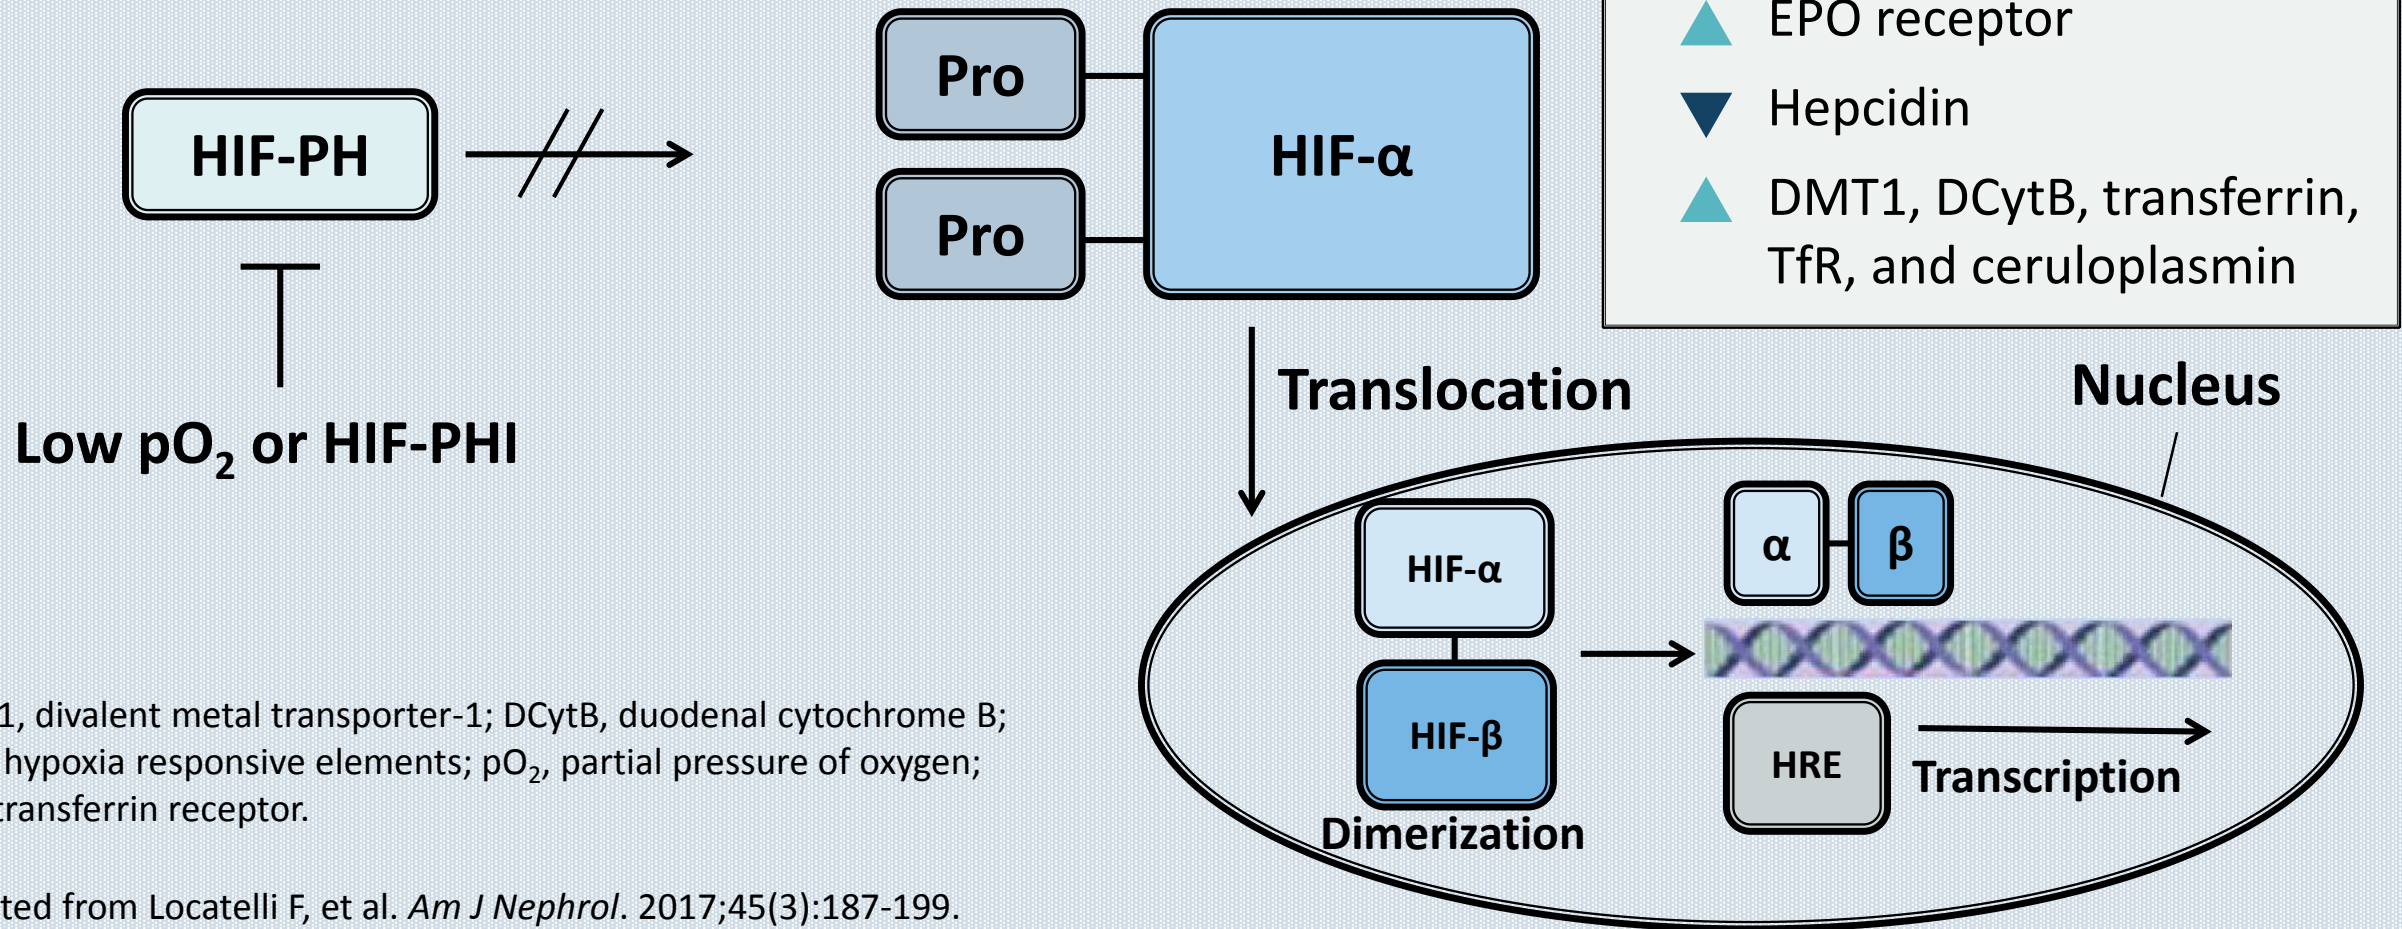 EPO receptor
Hepcidin
DMT1, DCytB, transferrin,
TfR, and ceruloplasmin
Pro
Pro
HIF-α
HIF-PH
Low pO₂ or HIF-PHI
Translocation
Nucleus
HIF-α
HIF-β
Dimerization
α
β
HRE
Transcription
1, divalent metal transporter-1; DCytB, duodenal cytochrome B;
hypoxia responsive elements; pO₂, partial pressure of oxygen;
transferrin receptor.
from Locatelli F, et al. Am J Nephrol. 2017;45(3):187-199.